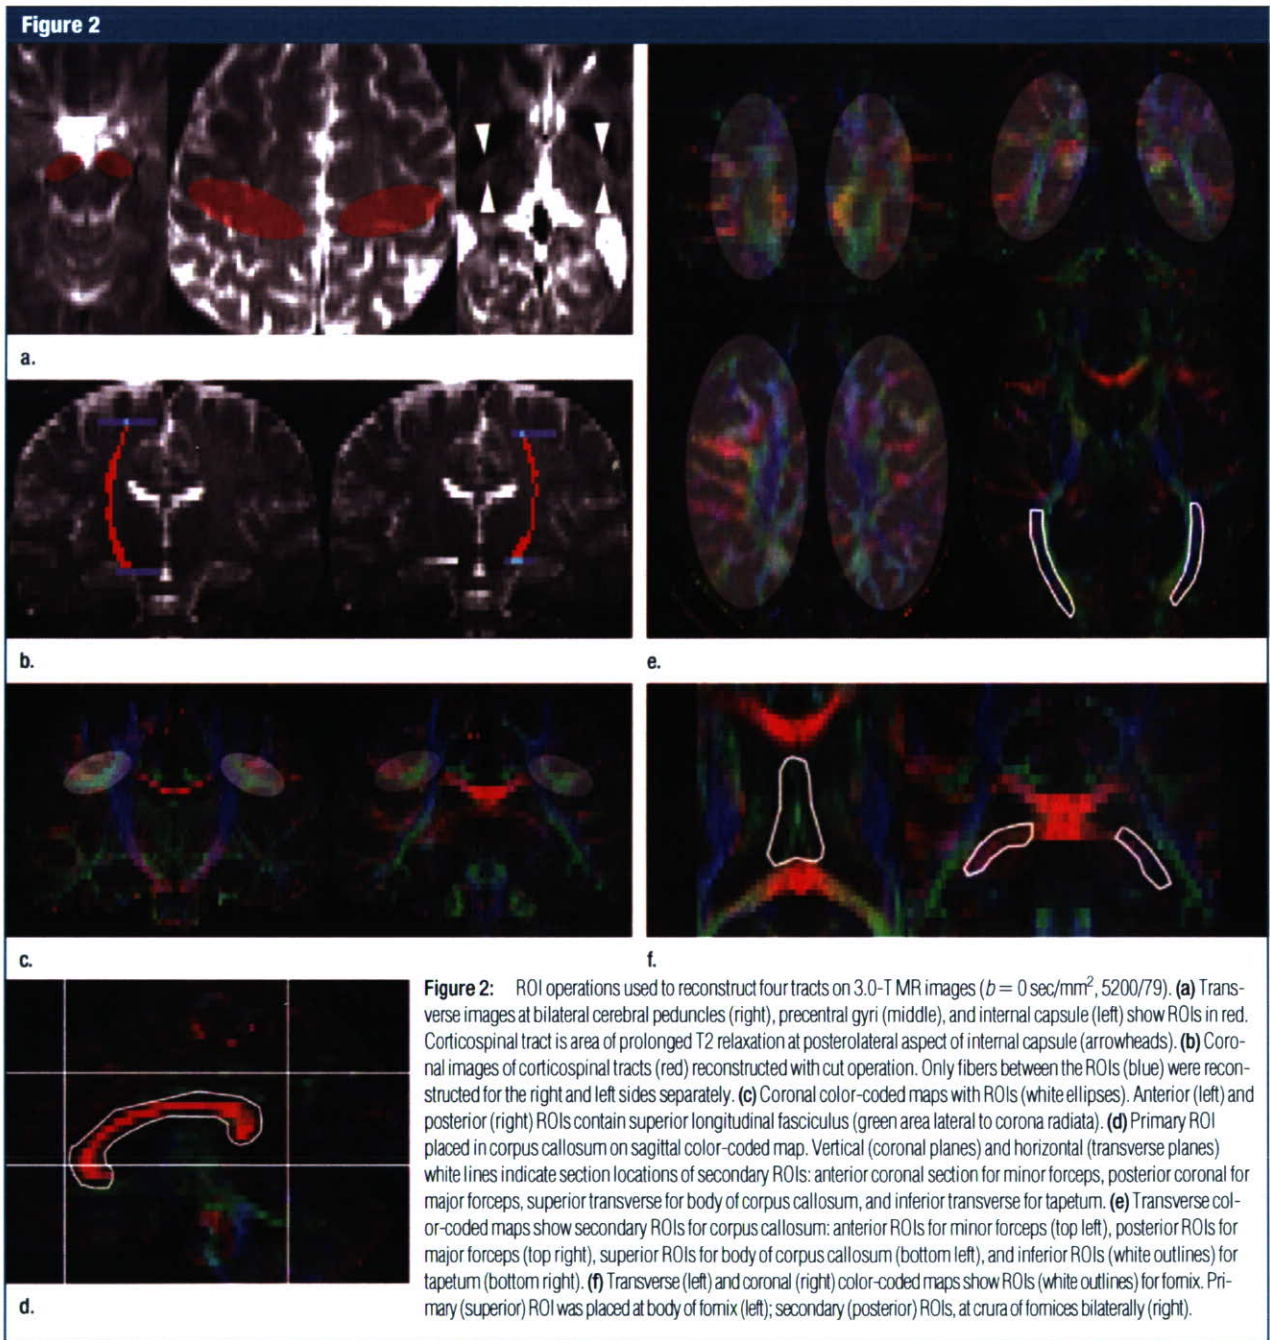 Figure 2
a.
b.
e.
c.
f.
d.
Figure 2: ROI operations used to reconstruct four tracts on 3.0-T MR images (b = 0 sec/mm², 5200/79). (a) Trans-
verse images at bilateral cerebral peduncles (right), precentral gyri (middle), and internal capsule (left) show ROIs in red.
Corticospinal tract is area of prolonged T2 relaxation at posterolateral aspect of internal capsule (arrowheads). (b) Coro-
nal images of corticospinal tracts (red) reconstructed with cut operation. Only fibers between the ROIs (blue) were recon-
structed for the right and left sides separately. (c) Coronal color-coded maps with ROIs (white ellipses). Anterior (left) and
posterior (right) ROIs contain superior longitudinal fasciculus (green area lateral to corona radiata). (d) Primary ROI
placed in corpus callosum on sagittal color-coded map. Vertical (coronal planes) and horizontal (transverse planes)
white lines indicate section locations of secondary ROIs: anterior coronal section for minor forceps, posterior coronal for
major forceps, superior transverse for body of corpus callosum, and inferior transverse for tapetum. (e) Transverse col-
or-coded maps show secondary ROIs for corpus callosum: anterior ROIs for minor forceps (top left), posterior ROIs for
major forceps (top right), superior ROIs for body of corpus callosum (bottom left), and inferior ROIs (white outlines) for
tapetum (bottom right). (f) Transverse (left) and coronal (right) color-coded maps show ROIs (white outlines) for fornix. Pri-
mary (superior) ROI was placed at body of fornix (left); secondary (posterior) ROIs, at crura of fornices bilaterally (right).